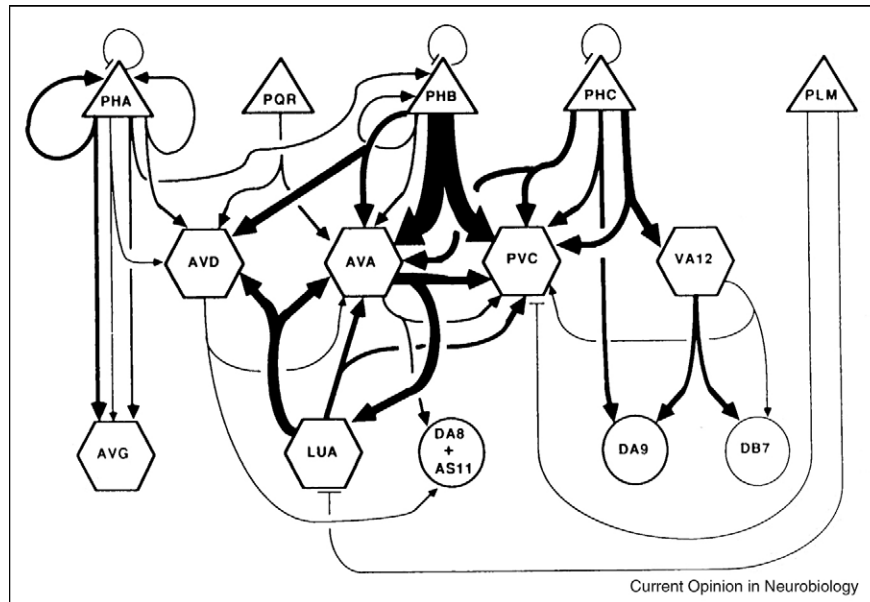 PHA
PQR
PHB
PHC
PLM
AVD
AVA
PVC
VA12
AVG
LUA
DA8
+
AS11
DA9
DB7
Current Opinion in Neurobiology